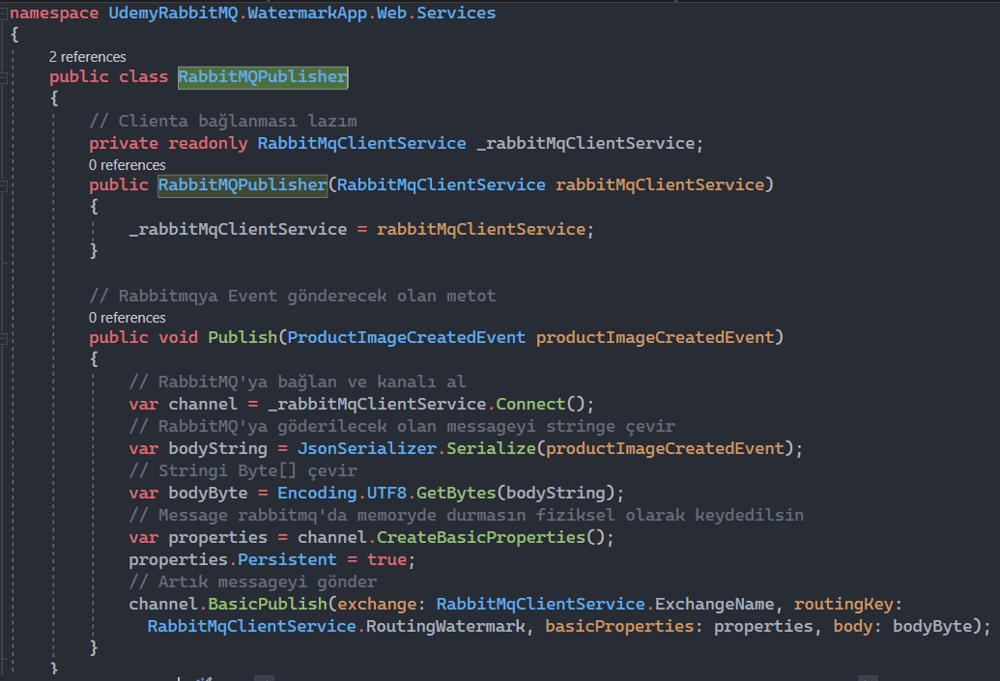 namespace UdemyRabbitMQ.WatermarkApp.Web.Services
{
2 references
public class RabbitMQPublisher
{
// Clienta bağlanması lazım
private readonly RabbitMqClientService _rabbitMqClientService;
0 references
public RabbitMQPublisher(RabbitMqClientService rabbitMqClientService)
{
_rabbitMqClientService = rabbitMqClientService;
}
// Rabbitmqya Event gönderecek olan metot
0 references
public void Publish(ProductImageCreatedEvent productImageCreatedEvent)
{
// RabbitMQ'ya bağlan ve kanalı al
var channel = _rabbitMqClientService.Connect();
// RabbitMQ'ya göderilecek olan messageyi stringe çevir
var bodyString = JsonSerializer.Serialize(productImageCreatedEvent);
// Stringi Byte[] çevir
var bodyByte = Encoding.UTF8.GetBytes(bodyString);
// Message rabbitmq'da memoryde durmasın fiziksel olarak keydedilsin
var properties = channel.CreateBasicProperties();
properties.Persistent = true;
// Artık messageyi gönder
channel.BasicPublish(exchange: RabbitMqClientService.ExchangeName, routingKey:
RabbitMqClientService.RoutingWatermark, basicProperties: properties, body: bodyByte);
}
}